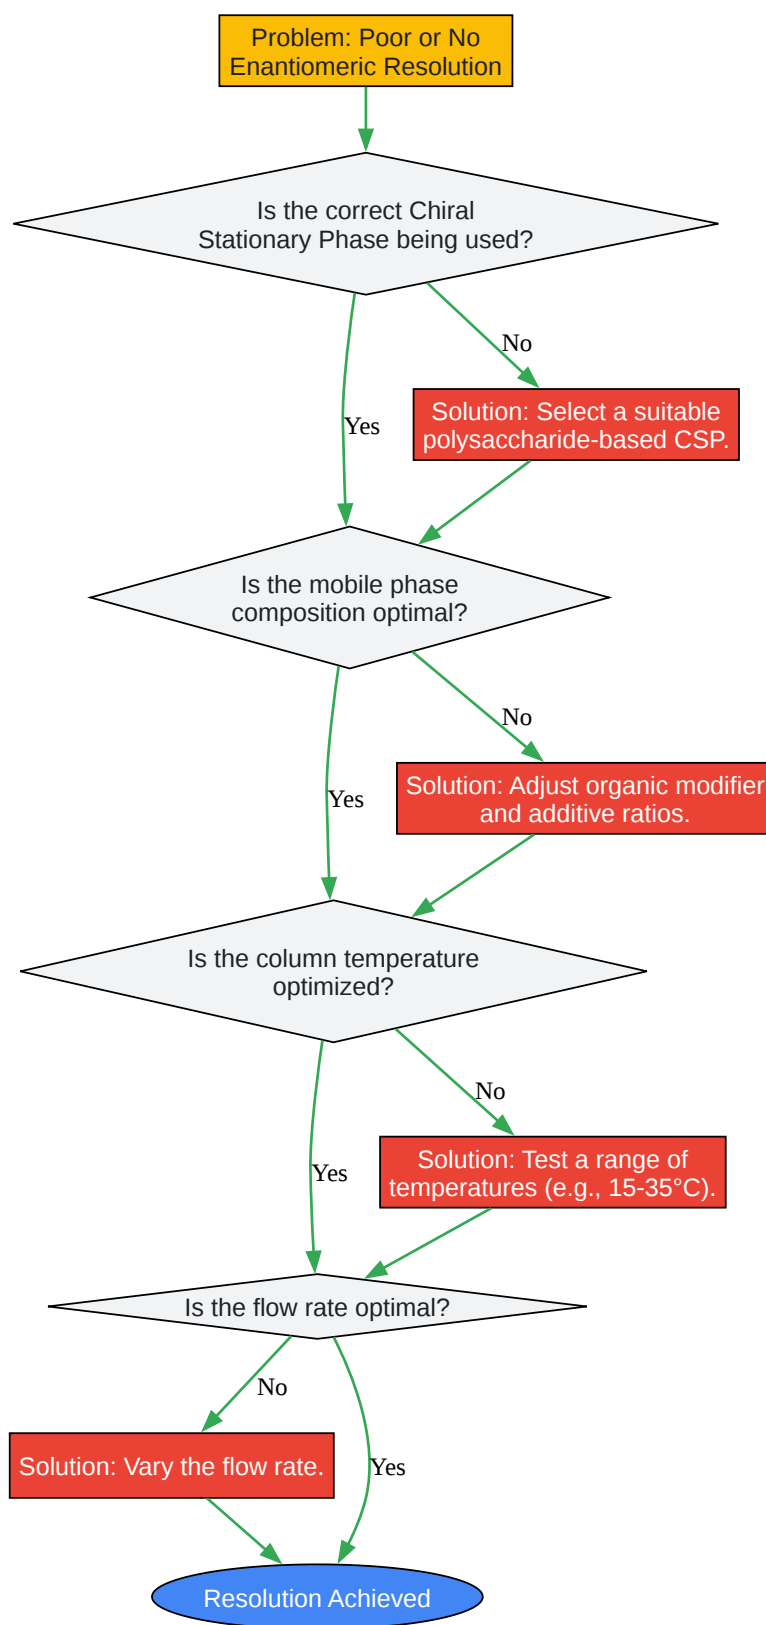 Problem: Poor or No
Enantiomeric Resolution
Is the correct Chiral
Stationary Phase being used?
No
Solution: Select a suitable
polysaccharide-based CSP.
Yes
Is the mobile phase
composition optimal?
No
Solution: Adjust organic modifier
and additive ratios.
Yes
Is the column temperature
optimized?
No
Solution: Test a range of
temperatures (e.g., 15-35°C).
Yes
Is the flow rate optimal?
No
Solution: Vary the flow rate.
Yes
Resolution Achieved